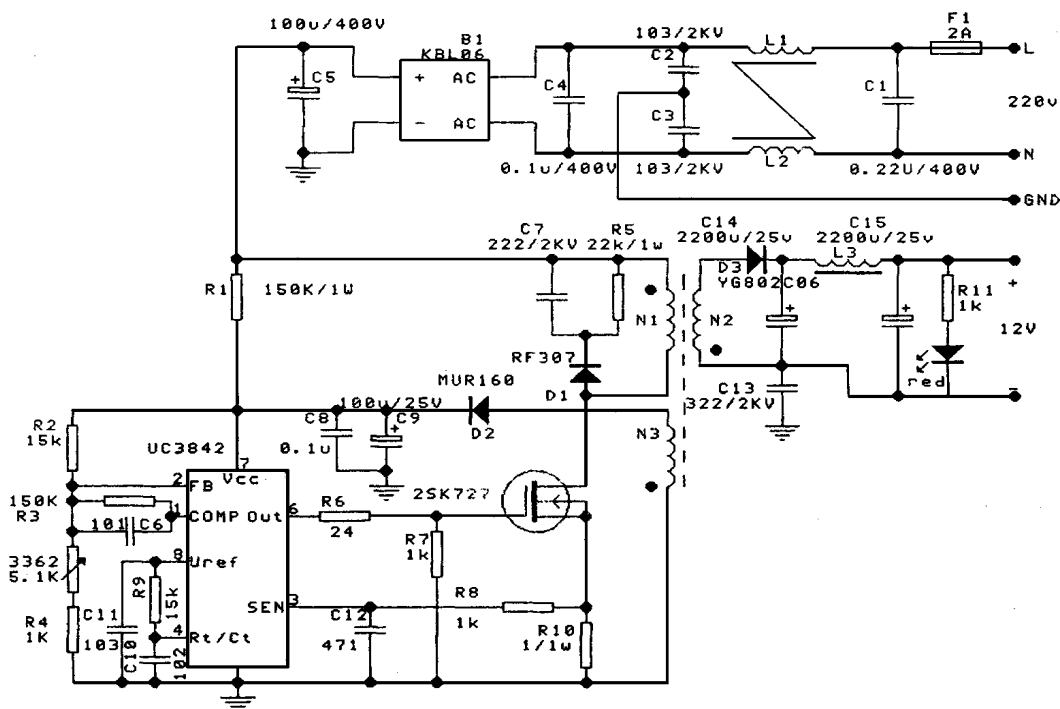 100u/400V
B1
KBL06
103/2KV
L1
F1
2A
L
C5
+
+
AC
C2
C4
C1
220v
-
AC
C3
N
0.1u/400V
103/2KV
L2
0.22U/400V
GND
C7
222/2KV
R5
22k/1w
C14
2200u/25v
C15
2200u/25v
L3
D3
YG802C06
+
R1
150K/1W
N1
N2
+
+
R11
1k
12V
RF307
D1
red
MUR160
C13
322/2KV
-
100u/25V
C8
C9
+
D2
N3
R2
15k
UC3842
0.1u
7
Vcc
2
FB
150K
R3
2SK727
101
C6
1
COMP
Out
6
R6
24
R7
1k
3362
5.1K
8
Uref
R9
15k
SEN
3
C12
471
R8
1k
R4
1K
C11
103
4
Rt/Ct
C10
102
R10
1/1W